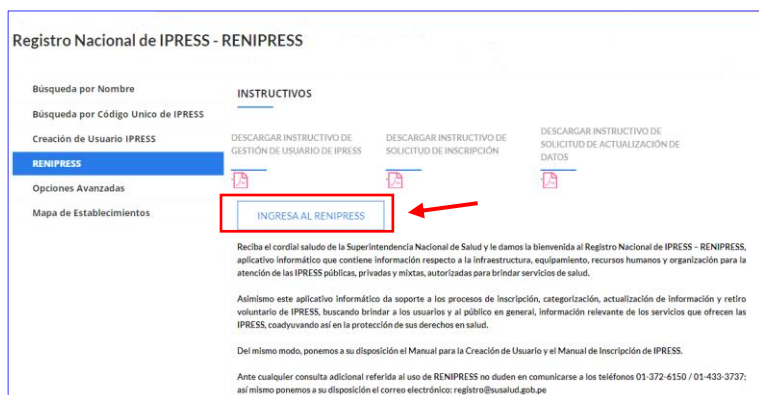 Registro Nacional de IPRESS - RENIPRESS
Búsqueda por Nombre
Búsqueda por Código Unico de IPRESS
Creación de Usuario IPRESS
RENIPRESS
Opciones Avanzadas
Mapa de Establecimientos
INSTRUCTIVOS
DESCARGAR INSTRUCTIVO DE
GESTIÓN DE USUARIO DE IPRESS
DESCARGAR INSTRUCTIVO DE
SOLICITUD DE INSCRIPCIÓN
DESCARGAR INSTRUCTIVO DE
SOLICITUD DE ACTUALIZACIÓN DE
DATOS
INGRESA AL RENIPRESS
Reciba el cordial saludo de la Superintendencia Nacional de Salud y le damos la bienvenida al Registro Nacional de IPRESS – RENIPRESS,
aplicativo informático que contiene información respecto a la infraestructura, equipamiento, recursos humanos y organización para la
atención de las IPRESS públicas, privadas y mixtas, autorizadas para brindar servicios de salud.
Asimismo este aplicativo informático da soporte a los procesos de inscripción, categorización, actualización de información y retiro
voluntario de IPRESS, buscando brindar a los usuarios y al público en general, información relevante de los servicios que ofrecen las
IPRESS, coadyuvando así en la protección de sus derechos en salud.
Del mismo modo, ponemos a su disposición el Manual para la Creación de Usuario y el Manual de Inscripción de IPRESS.
Ante cualquier consulta adicional referida al uso de RENIPRESS no duden en comunicarse a los teléfonos 01-372-6150 / 01-433-3737;
así mismo ponemos a su disposición el correo electrónico: registro@susalud.gob.pe